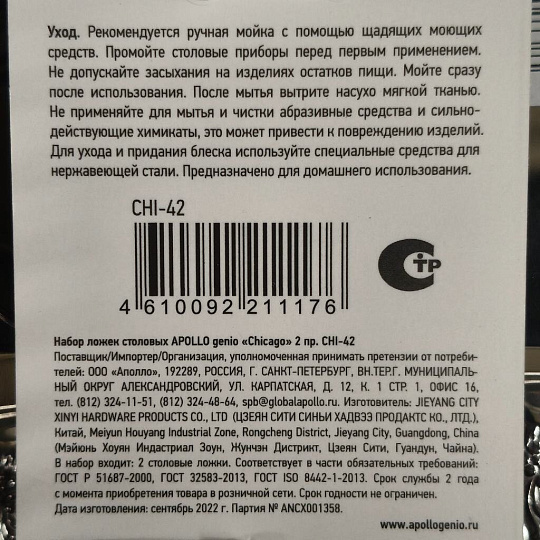 Уход. Рекомендуется ручная мойка с помощью щадящих моющих
средств. Промойте столовые приборы перед первым применением.
Не допускайте засыхания на изделиях остатков пищи. Мойте сразу
после использования. После мытья вытрите насухо мягкой тканью.
Не применяйте для мытья и чистки абразивные средства и сильно-
действующие химикаты, это может привести к повреждению изделий.
Для ухода и придания блеска используйте специальные средства для
нержавеющей стали. Предназначено для домашнего использования.
CHI-42
4 610092 211176
СТР
Набор ложек столовых APOLLO genio «Chicago» 2 пр. CHI-42
Поставщик/Импортер/Организация, уполномоченная принимать претензии от потреби-
телей: ООО «Аполло», 192289, РОССИЯ, Г. САНКТ-ПЕТЕРБУРГ, ВН.ТЕР.Г. МУНИЦИПАЛЬ-
НЫЙ ОКРУГ АЛЕКСАНДРОВСКИЙ, УЛ. КАРПАТСКАЯ, Д. 12, К. 1 СТР. 1, ОФИС 16,
тел. (812) 324-11-51, (812) 324-48-64, spb@globalapollo.ru. Изготовитель: JIEYANG CITY
XINYI HARDWARE PRODUCTS CO., LTD (ЦЗЕЯН СИТИ СИНЬИ ХАДВЭЗ ПРОДАКТС КО., ЛТД.),
Китай, Meiyun Houyang Industrial Zone, Rongcheng District, Jieyang City, Guangdong, China
(Мэйюнь Хоуян Индастриал Зоун, Жунчэн Дистрикт, Цзеян Сити, Гуандун, Чайна).
В набор входит: 2 столовые ложки. Соответствует в части обязательных требований:
ГОСТ Р 51687-2000, ГОСТ 32583-2013, ГОСТ ISO 8442-1-2013. Срок службы 2 года
с момента приобретения товара в розничной сети. Срок годности не ограничен.
Дата изготовления: сентябрь 2022 г. Партия № ANCX001358.
www.apollogenio.ru